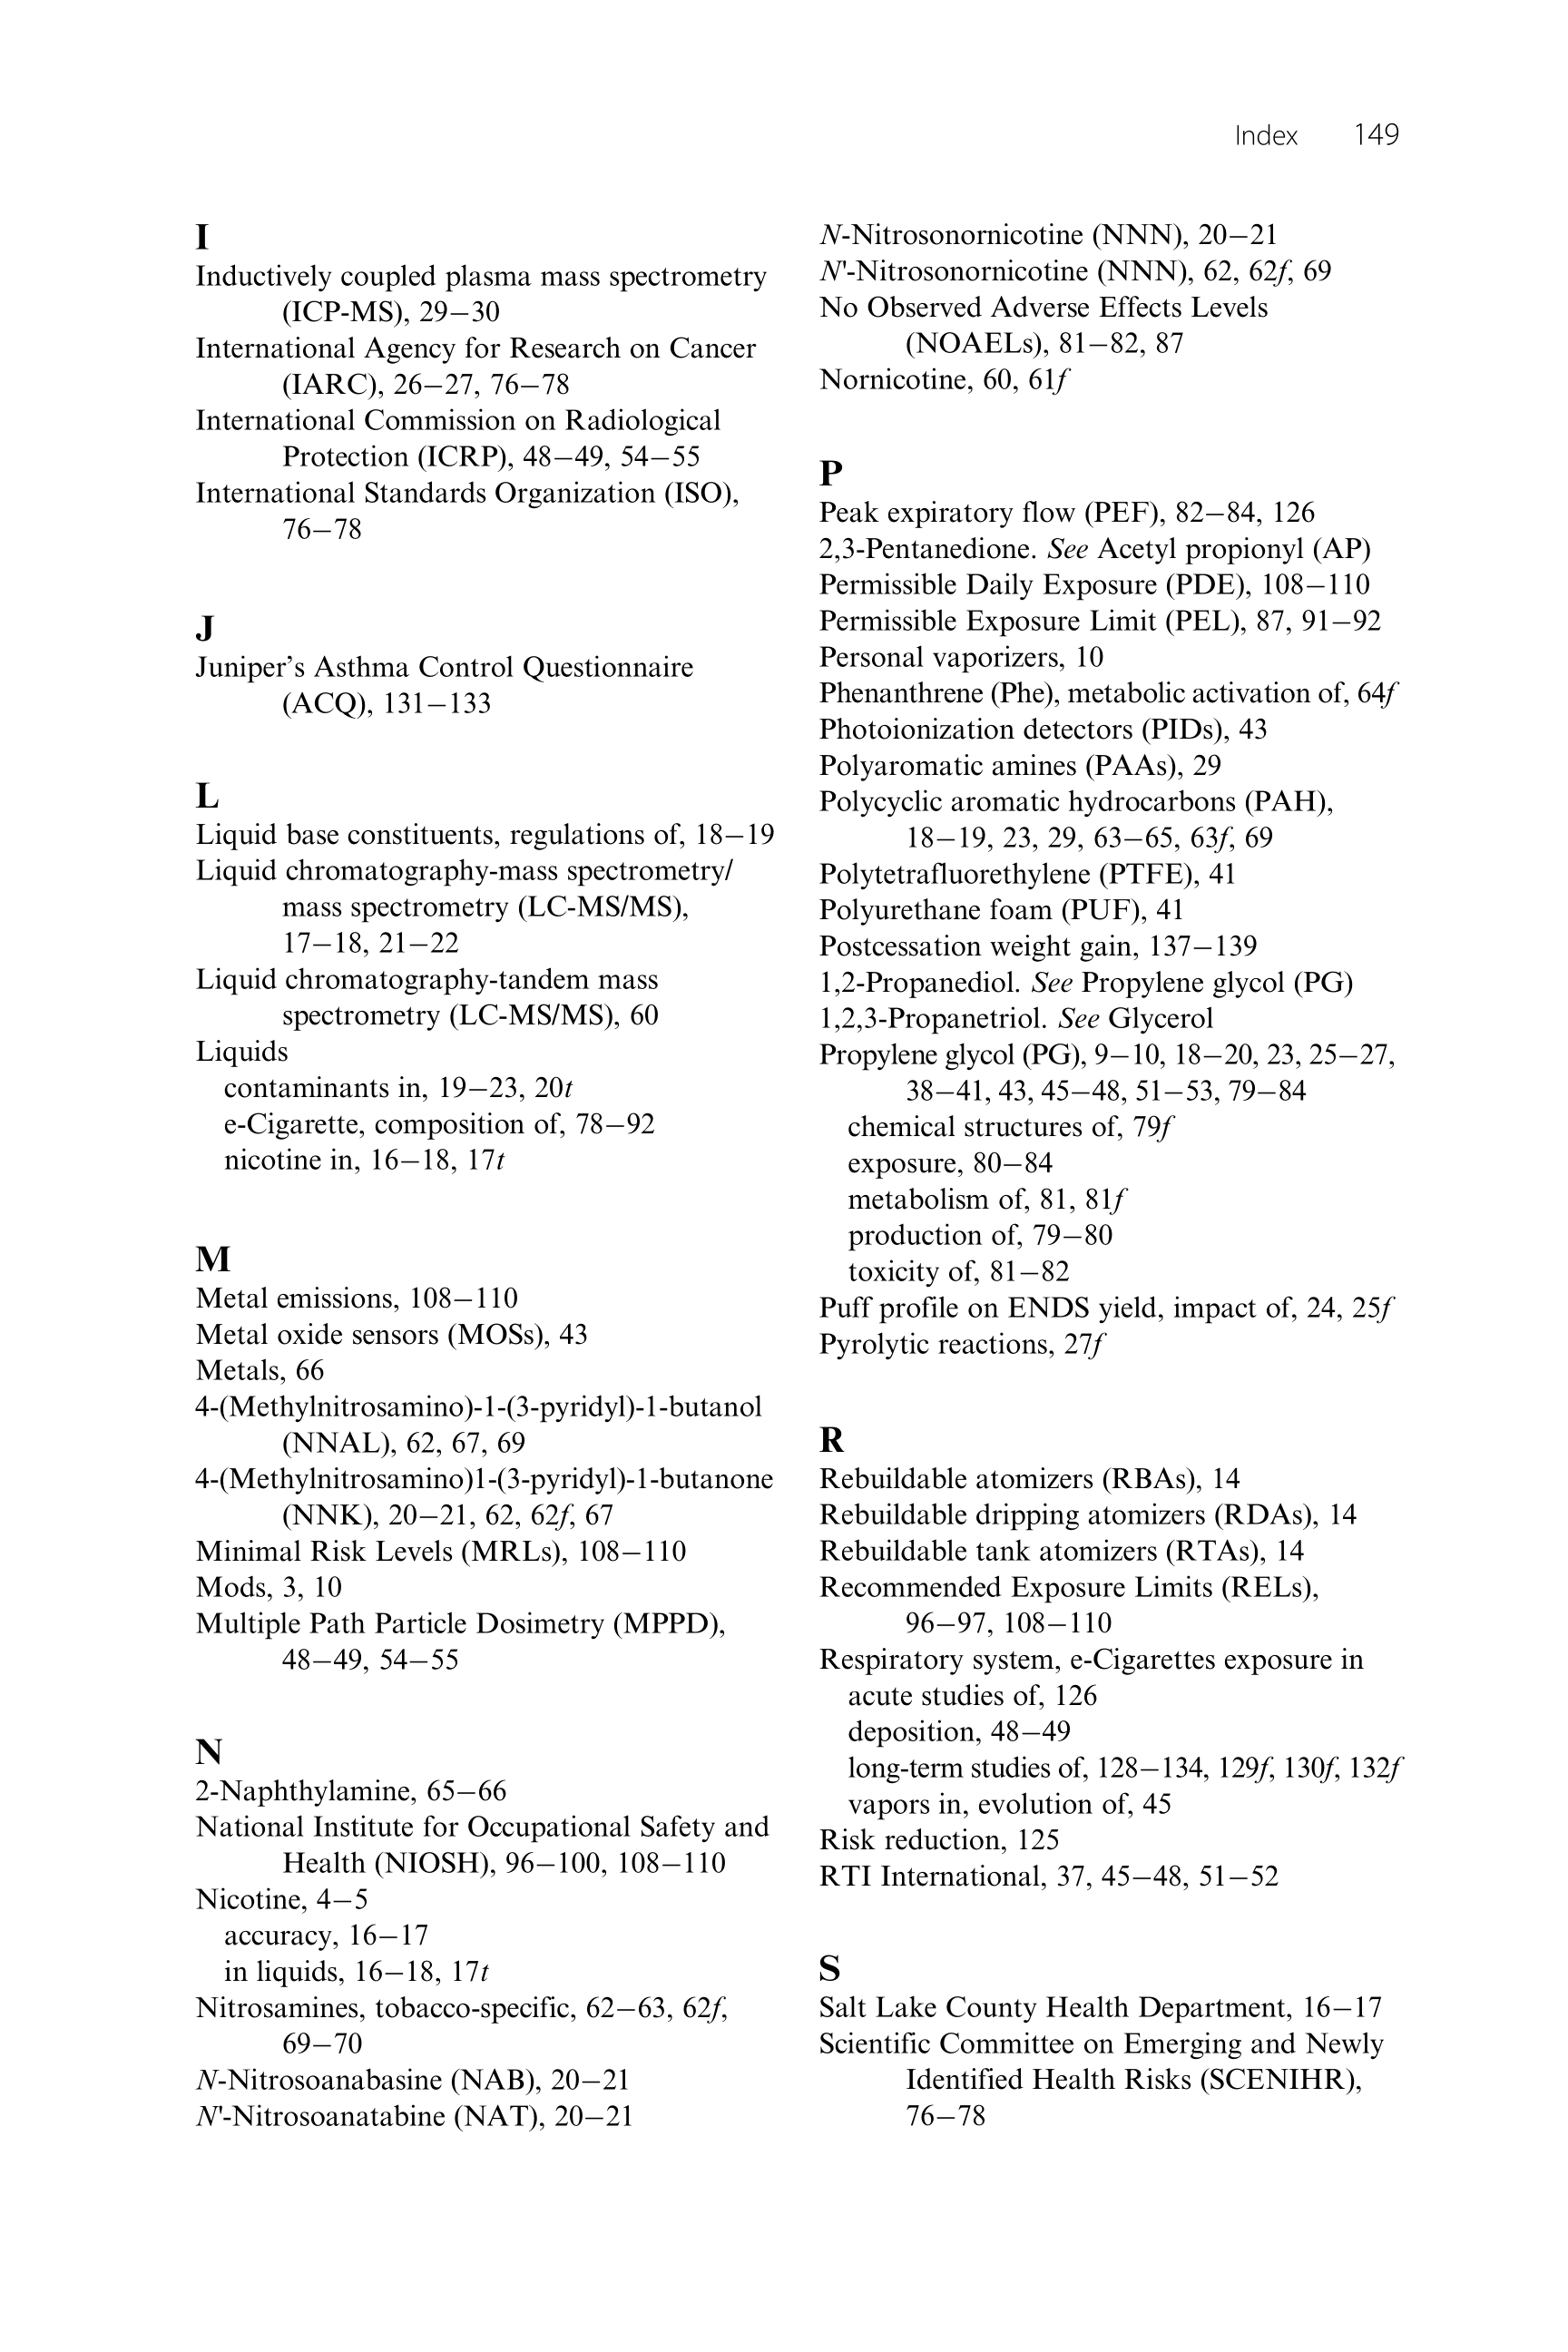 Index 149
I
Inductively coupled plasma mass spectrometry
(ICP-MS), 29–30
International Agency for Research on Cancer
(IARC), 26–27, 76–78
International Commission on Radiological
Protection (ICRP), 48–49, 54–55
International Standards Organization (ISO),
76–78
J
Juniper’s Asthma Control Questionnaire
(ACQ), 131–133
L
Liquid base constituents, regulations of, 18–19
Liquid chromatography-mass spectrometry/
mass spectrometry (LC-MS/MS),
17–18, 21–22
Liquid chromatography-tandem mass
spectrometry (LC-MS/MS), 60
Liquids
contaminants in, 19–23, 20t
e-Cigarette, composition of, 78–92
nicotine in, 16–18, 17t
M
Metal emissions, 108–110
Metal oxide sensors (MOSs), 43
Metals, 66
4-(Methylnitrosamino)-1-(3-pyridyl)-1-butanol
(NNAL), 62, 67, 69
4-(Methylnitrosamino)1-(3-pyridyl)-1-butanone
(NNK), 20–21, 62, 62f, 67
Minimal Risk Levels (MRLs), 108–110
Mods, 3, 10
Multiple Path Particle Dosimetry (MPPD),
48–49, 54–55
N
2-Naphthylamine, 65–66
National Institute for Occupational Safety and
Health (NIOSH), 96–100, 108–110
Nicotine, 4–5
accuracy, 16–17
in liquids, 16–18, 17t
Nitrosamines, tobacco-specific, 62–63, 62f,
69–70
N-Nitrosoanabasine (NAB), 20–21
N'-Nitrosoanatabine (NAT), 20–21
N-Nitrosonornicotine (NNN), 20–21
N'-Nitrosonornicotine (NNN), 62, 62f, 69
No Observed Adverse Effects Levels
(NOAELs), 81–82, 87
Nornicotine, 60, 61f
P
Peak expiratory flow (PEF), 82–84, 126
2,3-Pentanedione. See Acetyl propionyl (AP)
Permissible Daily Exposure (PDE), 108–110
Permissible Exposure Limit (PEL), 87, 91–92
Personal vaporizers, 10
Phenanthrene (Phe), metabolic activation of, 64f
Photoionization detectors (PIDs), 43
Polyaromatic amines (PAAs), 29
Polycyclic aromatic hydrocarbons (PAH),
18–19, 23, 29, 63–65, 63f, 69
Polytetrafluorethylene (PTFE), 41
Polyurethane foam (PUF), 41
Postcessation weight gain, 137–139
1,2-Propanediol. See Propylene glycol (PG)
1,2,3-Propanetriol. See Glycerol
Propylene glycol (PG), 9–10, 18–20, 23, 25–27,
38–41, 43, 45–48, 51–53, 79–84
chemical structures of, 79f
exposure, 80–84
metabolism of, 81, 81f
production of, 79–80
toxicity of, 81–82
Puff profile on ENDS yield, impact of, 24, 25f
Pyrolytic reactions, 27f
R
Rebuildable atomizers (RBAs), 14
Rebuildable dripping atomizers (RDAs), 14
Rebuildable tank atomizers (RTAs), 14
Recommended Exposure Limits (RELs),
96–97, 108–110
Respiratory system, e-Cigarettes exposure in
acute studies of, 126
deposition, 48–49
long-term studies of, 128–134, 129f, 130f, 132f
vapors in, evolution of, 45
Risk reduction, 125
RTI International, 37, 45–48, 51–52
S
Salt Lake County Health Department, 16–17
Scientific Committee on Emerging and Newly
Identified Health Risks (SCENIHR),
76–78